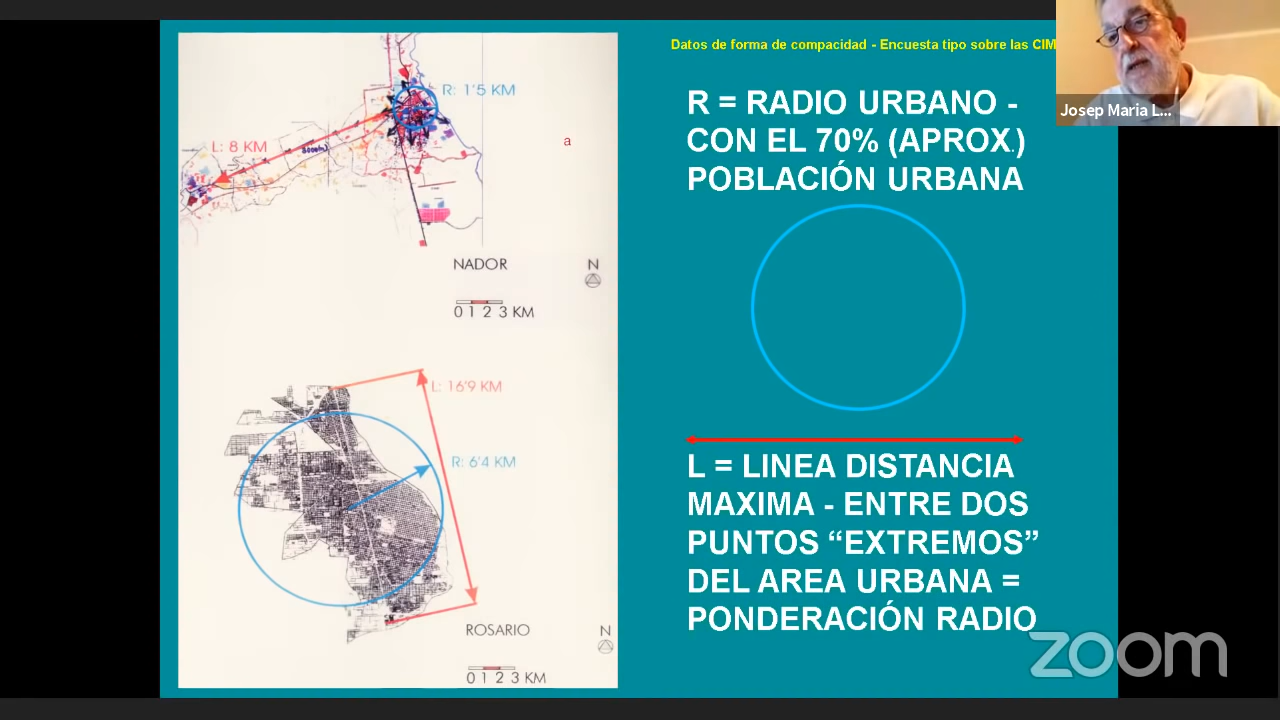 Datos de forma de compacidad - Encuesta tipo sobre las CIM
Josep Maria L...
R: 1'5 KM
L: 8 KM
a
NADOR
N
0 1 2 3 KM
L: 16'9 KM
R: 6'4 KM
ROSARIO
N
0 1 2 3 KM
R = RADIO URBANO -
CON EL 70% (APROX.)
POBLACIÓN URBANA
L = LINEA DISTANCIA
MAXIMA - ENTRE DOS
PUNTOS “EXTREMOS”
DEL AREA URBANA =
PONDERACIÓN RADIO
zoom